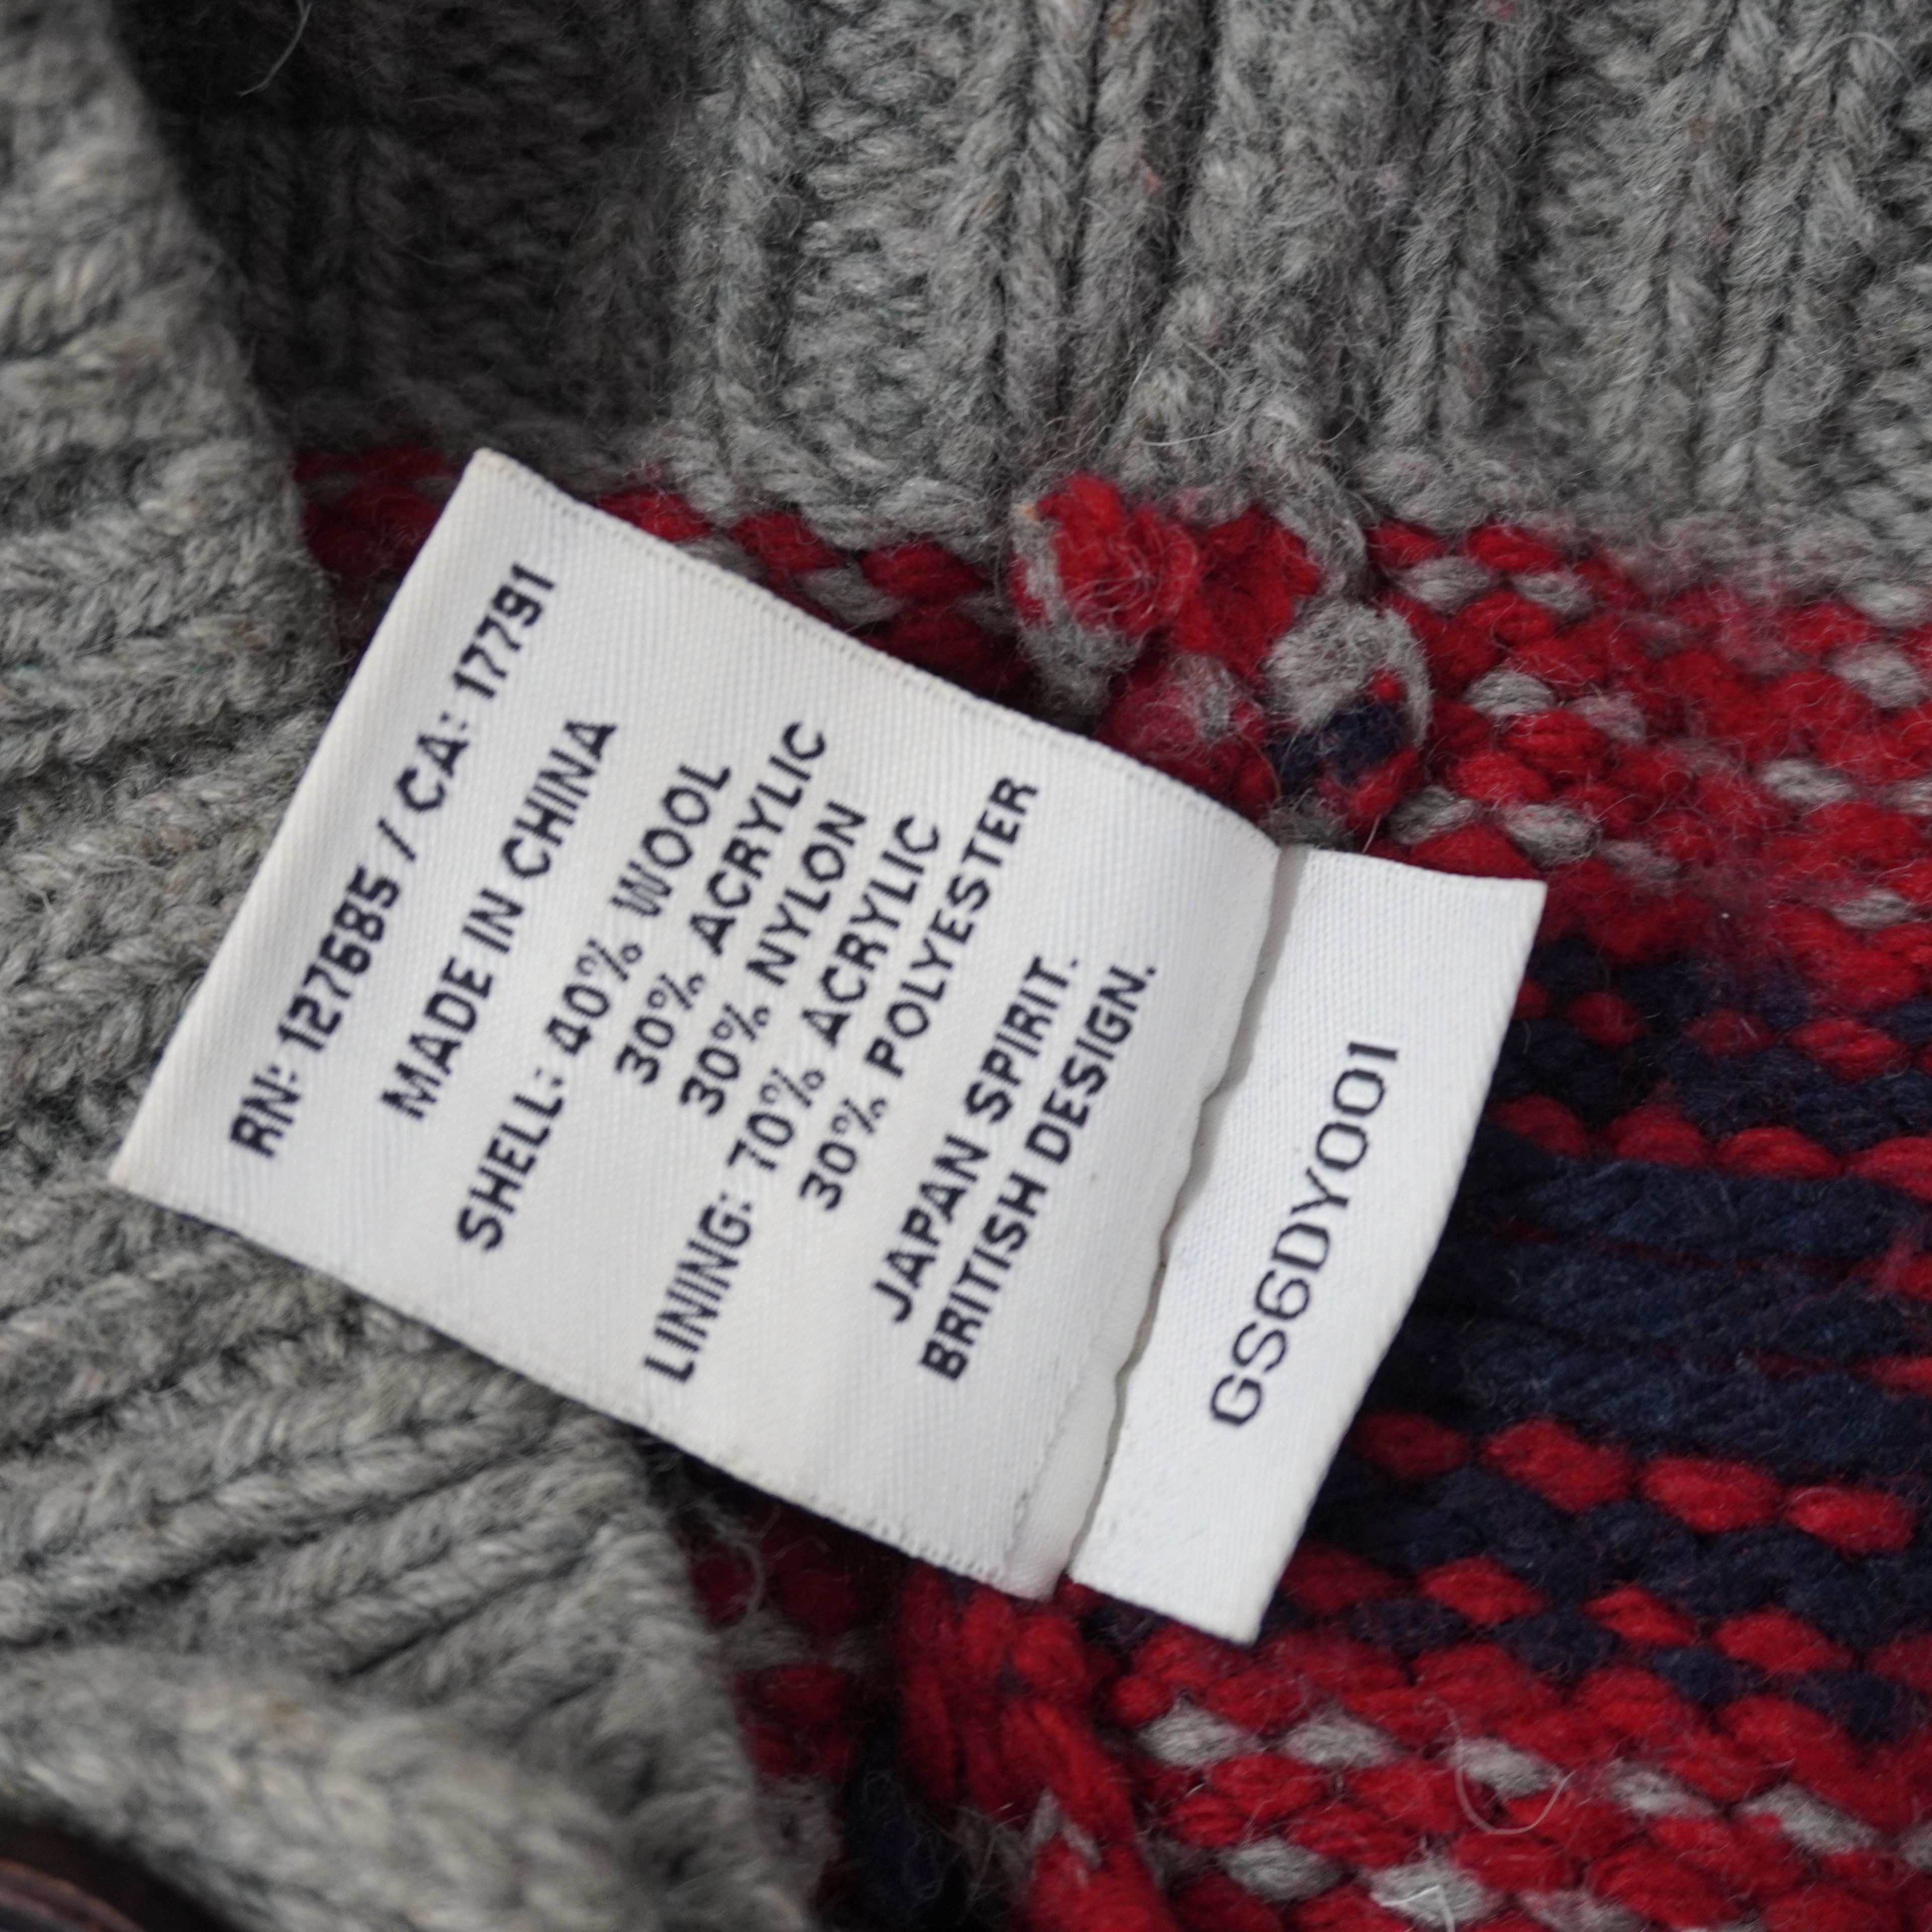 RN: 127685 / CA: 17791
MADE IN CHINA
SHELL: 40% WOOL
30% ACRYLIC
30% NYLON
LINING: 70% ACRYLIC
30% POLYESTER
JAPAN SPIRIT.
BRITISH DESIGN.
GS6DY001